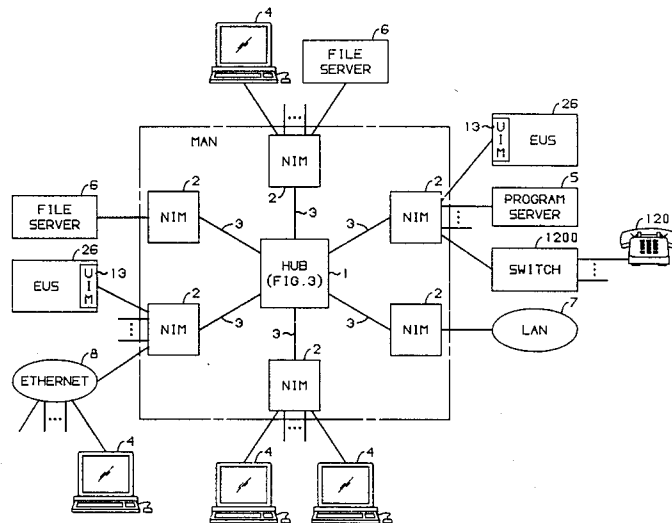 4
6
FILE
SERVER
MAN
NIM
2
3
26
13
UIM
EUS
6
FILE
SERVER
2
NIM
3
2
NIM
3
5
PROGRAM
SERVER
120
1200
SWITCH
HUB
(FIG.3)
1
26
13
EUS
UIM
2
NIM
3
3
2
NIM
3
7
LAN
8
ETHERNET
2
NIM
4
4
4